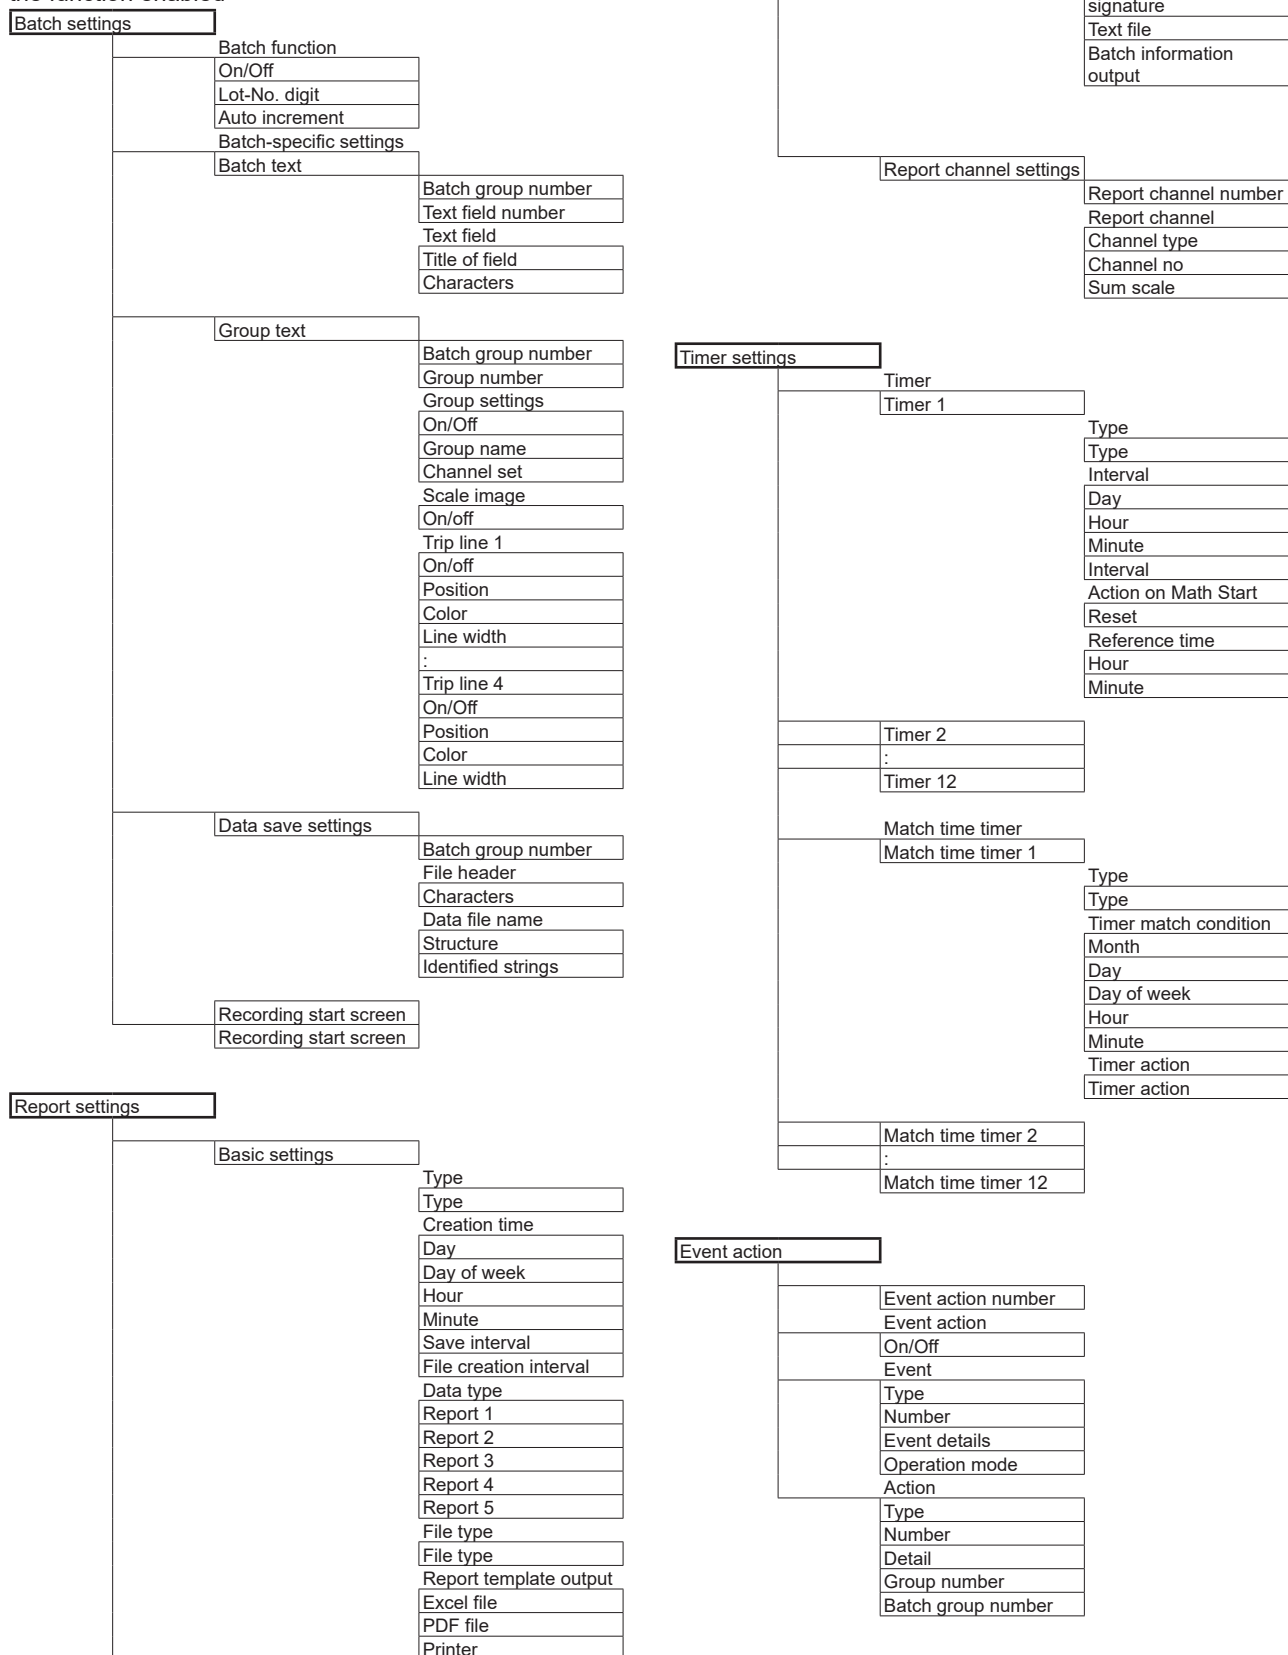 Batch settings
Batch function
On/Off
Lot-No. digit
Auto increment
Batch-specific settings
Batch text
Batch group number
Text field number
Text field
Title of field
Characters
Group text
Batch group number
Group number
Group settings
On/Off
Group name
Channel set
Scale image
On/off
Trip line 1
On/off
Position
Color
Line width
:
Trip line 4
On/Off
Position
Color
Line width
Data save settings
Batch group number
File header
Characters
Data file name
Structure
Identified strings
Recording start screen
Recording start screen
Report settings
Basic settings
Type
Type
Creation time
Day
Day of week
Hour
Minute
Save interval
File creation interval
Data type
Report 1
Report 2
Report 3
Report 4
Report 5
File type
File type
Report template output
Excel file
PDF file
Printer
signature
Text file
Batch information
output
Report channel settings
Report channel number
Report channel
Channel type
Channel no
Sum scale
Timer settings
Timer
Timer 1
Type
Type
Interval
Day
Hour
Minute
Interval
Action on Math Start
Reset
Reference time
Hour
Minute
Timer 2
:
Timer 12
Match time timer
Match time timer 1
Type
Type
Timer match condition
Month
Day
Day of week
Hour
Minute
Timer action
Timer action
Match time timer 2
:
Match time timer 12
Event action
Event action number
Event action
On/Off
Event
Type
Number
Event details
Operation mode
Action
Type
Number
Detail
Group number
Batch group number